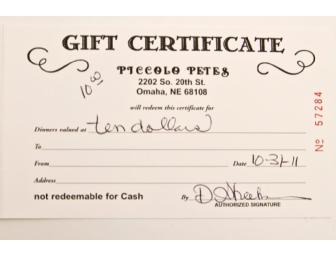 GIFT CERTIFICATE
PICCOLO PETES
2202 So. 20th St.
Omaha, NE 68108
10 00
will redeem this certificate for
Dinners valued at ten dollars
To
From Date 10-31-11
Address
not redeemable for Cash By
AUTHORIZED SIGNATURE
No 57284